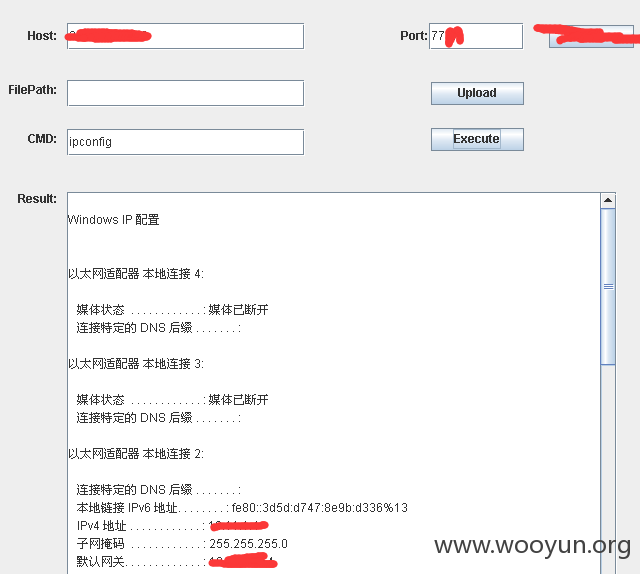 Host: Port: 77
FilePath: Upload
CMD: ipconfig Execute
Result:
Windows IP 配置
以太网适配器 本地连接 4:
媒体状态 . . . . . . . . . . . . : 媒体已断开
连接特定的 DNS 后缀 . . . . . . . :
以太网适配器 本地连接 3:
媒体状态 . . . . . . . . . . . . : 媒体已断开
连接特定的 DNS 后缀 . . . . . . . :
以太网适配器 本地连接 2:
连接特定的 DNS 后缀 . . . . . . . :
本地链接 IPv6 地址. . . . . . . . : fe80::3d5d:d747:8e9b:d336%13
IPv4 地址 . . . . . . . . . . . . :
子网掩码 . . . . . . . . . . . . : 255.255.255.0
默认网关. . . . . . . . . . . . . :
www.wooyun.org